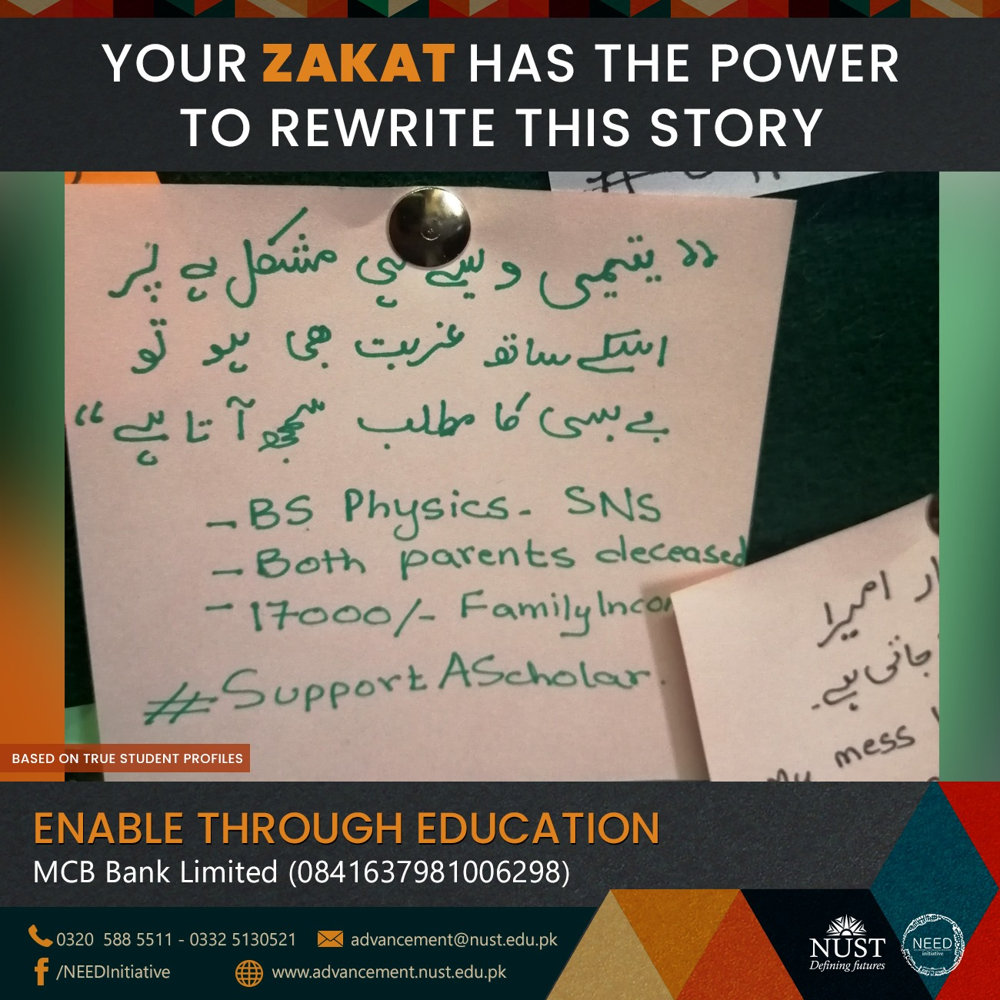 YOUR ZAKAT HAS THE POWER
TO REWRITE THIS STORY
“یتیمی ویسے ہی مشکل ہے پر
اسکے ساتھ غربت بھی ہو تو
بے بسی کا مطلب سمجھ آتا ہے“
– BS Physics - SNS
– Both parents deceased
– 17000/- Family Incom
#SupportAScholar.
امیرا
جاتی ہے۔
My mess
BASED ON TRUE STUDENT PROFILES
ENABLE THROUGH EDUCATION
MCB Bank Limited (0841637981006298)
0320 588 5511 - 0332 5130521
advancement@nust.edu.pk
/NEEDInitiative
www.advancement.nust.edu.pk
NUST
Defining futures
NEED
initiative